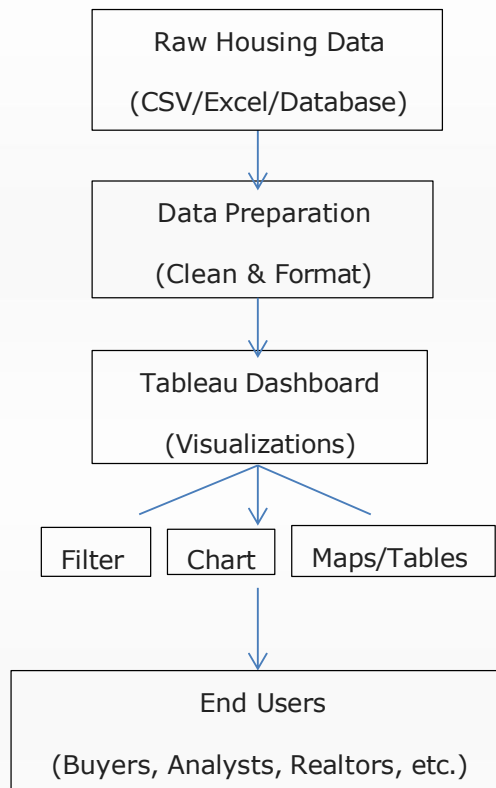 Raw Housing Data
(CSV/Excel/Database)
Data Preparation
(Clean & Format)
Tableau Dashboard
(Visualizations)
Filter
Chart
Maps/Tables
End Users
(Buyers, Analysts, Realtors, etc.)